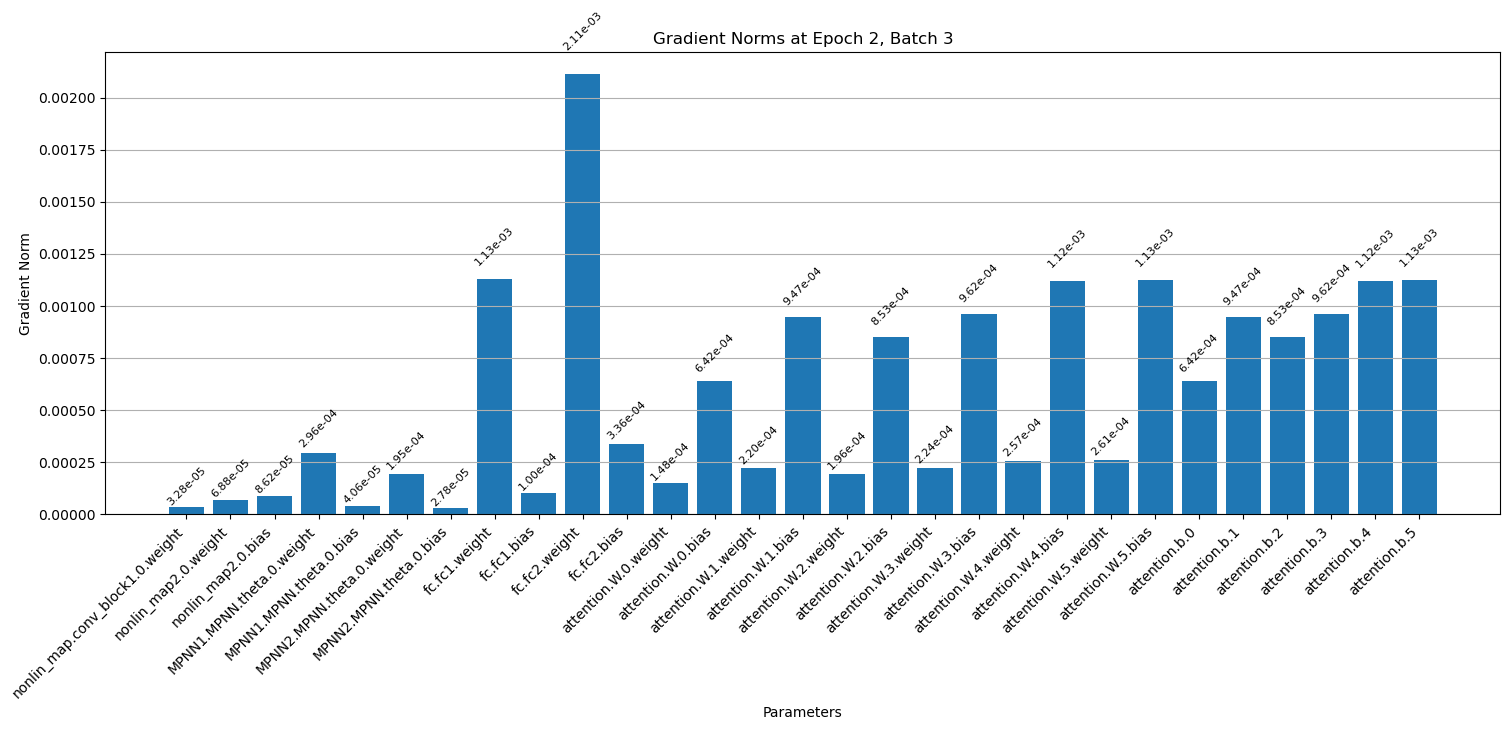 Gradient Norms at Epoch 2, Batch 3
Gradient Norm
0.00200
0.00175
0.00150
0.00125
0.00100
0.00075
0.00050
0.00025
0.00000
3.28e-05
6.88e-05
8.62e-05
2.96e-04
4.06e-05
1.95e-04
2.78e-05
1.13e-03
1.00e-04
2.11e-03
3.36e-04
1.48e-04
6.42e-04
2.20e-04
9.47e-04
1.96e-04
8.53e-04
2.24e-04
9.62e-04
2.57e-04
1.12e-03
2.61e-04
1.13e-03
6.42e-04
9.47e-04
8.53e-04
9.62e-04
1.12e-03
1.13e-03
nonlin_map.conv_block1.0.weight
nonlin_map2.0.weight
nonlin_map2.0.bias
MPNN1.MPNN.theta.0.weight
MPNN1.MPNN.theta.0.bias
MPNN2.MPNN.theta.0.weight
MPNN2.MPNN.theta.0.bias
fc.fc1.weight
fc.fc1.bias
fc.fc2.weight
fc.fc2.bias
attention.W.0.weight
attention.W.0.bias
attention.W.1.weight
attention.W.1.bias
attention.W.2.weight
attention.W.2.bias
attention.W.3.weight
attention.W.3.bias
attention.W.4.weight
attention.W.4.bias
attention.W.5.weight
attention.W.5.bias
attention.b.0
attention.b.1
attention.b.2
attention.b.3
attention.b.4
attention.b.5
Parameters